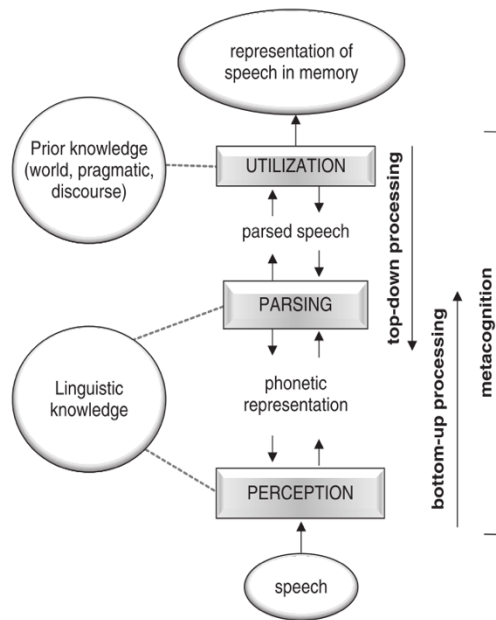 representation of
speech in memory
Prior knowledge
(world, pragmatic,
discourse)
UTILIZATION
parsed speech
PARSING
Linguistic
knowledge
phonetic
representation
PERCEPTION
speech
top-down processing
bottom-up processing
metacognition